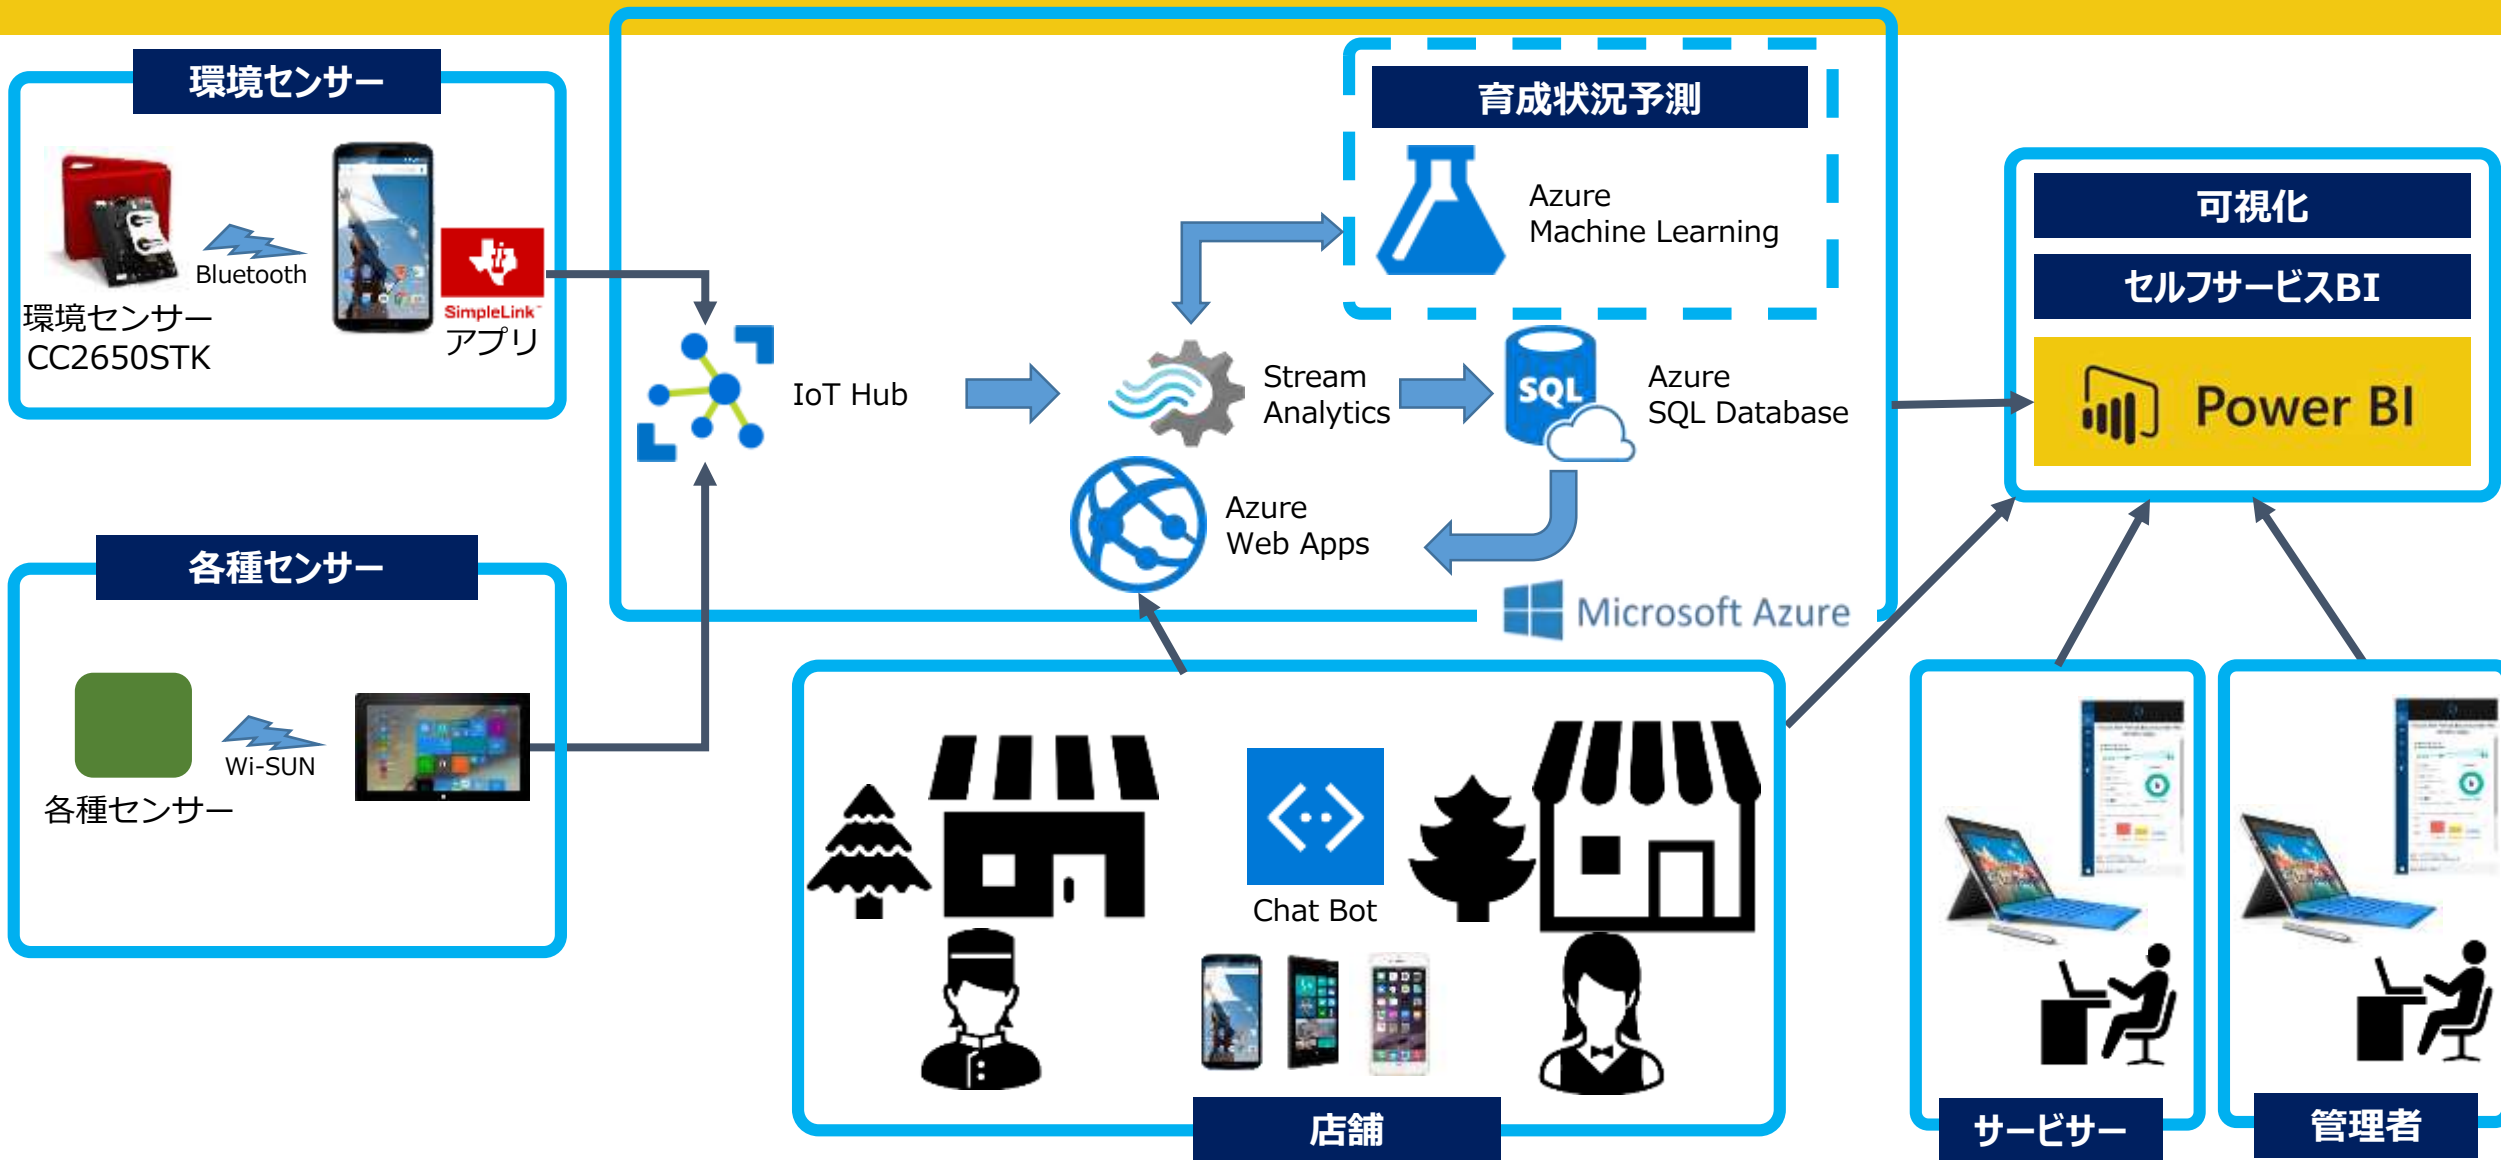 環境センサー
Bluetooth
SimpleLink™
アプリ
環境センサー
CC2650STK
各種センサー
Wi-SUN
各種センサー
育成状況予測
Azure
Machine Learning
IoT Hub
Stream
Analytics
SQL
Azure
SQL Database
Azure
Web Apps
Microsoft Azure
可視化
セルフサービスBI
Power BI
Chat Bot
店舗
サービサー
管理者